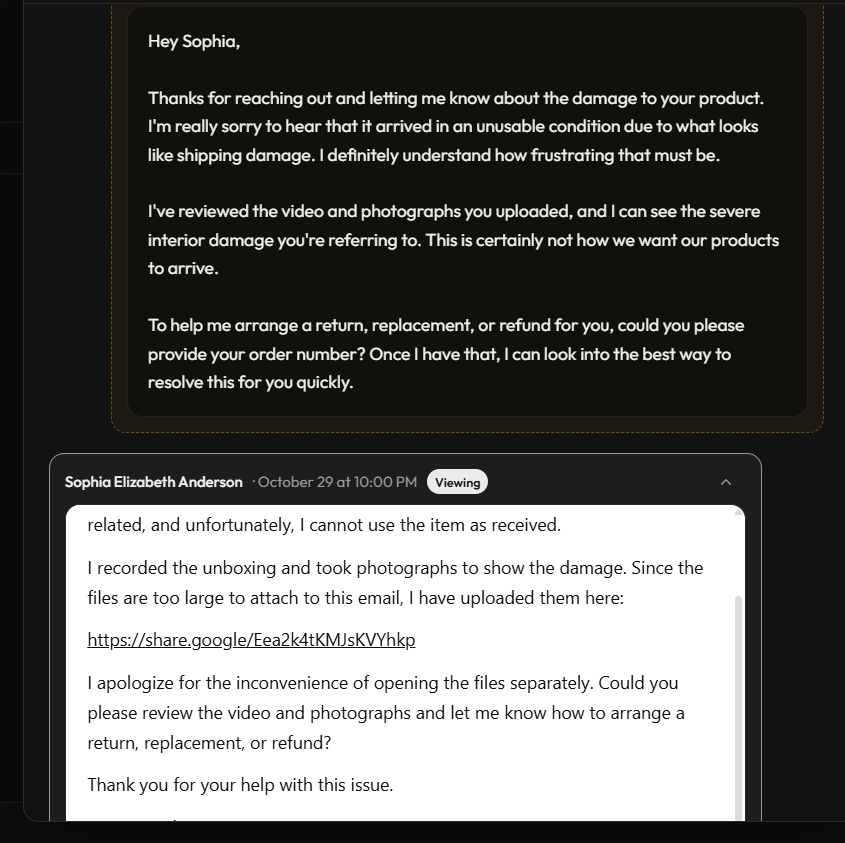 Hey Sophia,
Thanks for reaching out and letting me know about the damage to your product.
I'm really sorry to hear that it arrived in an unusable condition due to what looks
like shipping damage. I definitely understand how frustrating that must be.
I've reviewed the video and photographs you uploaded, and I can see the severe
interior damage you're referring to. This is certainly not how we want our products
to arrive.
To help me arrange a return, replacement, or refund for you, could you please
provide your order number? Once I have that, I can look into the best way to
resolve this for you quickly.
Sophia Elizabeth Anderson · October 29 at 10:00 PM Viewing
related, and unfortunately, I cannot use the item as received.
I recorded the unboxing and took photographs to show the damage. Since the
files are too large to attach to this email, I have uploaded them here:
https://share.google/Eea2k4tKMJsKVYhkp
I apologize for the inconvenience of opening the files separately. Could you
please review the video and photographs and let me know how to arrange a
return, replacement, or refund?
Thank you for your help with this issue.